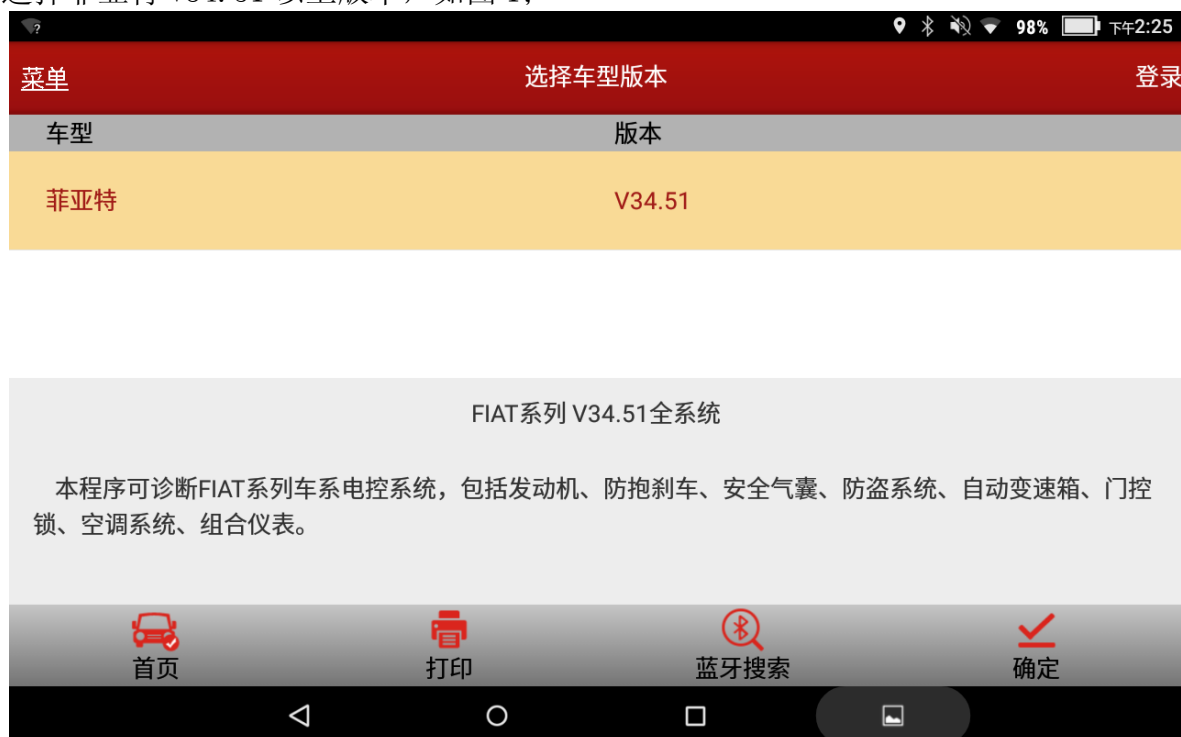 ?
98% 下午2:25
菜单 选择车型版本 登录
车型 版本
菲亚特 V34.51
FIAT系列 V34.51全系统
本程序可诊断FIAT系列车系电控系统，包括发动机、防抱刹车、安全气囊、防盗系统、自动变速箱、门控
锁、空调系统、组合仪表。
首页 打印 蓝牙搜索 确定